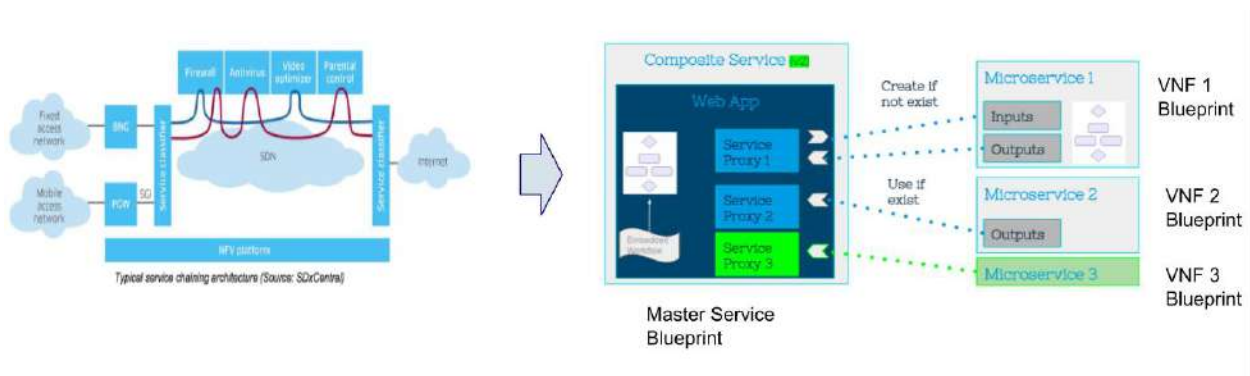 Firewall
Antivirus
Video
optimizer
Parental
control
Fixed
access
network
BNG
Service classifier
SDN
Service classifier
Internet
Mobile
access
network
PGW
SGi
NFV platform
Typical service chaining architecture (Source: SDxCentral)
Composite Service
Web App
Service
Proxy 1
Service
Proxy 2
Service
Proxy 3
Embedded
Workflow
Master Service
Blueprint
Create if
not exist
Use if
exist
Microservice 1
Inputs
Outputs
VNF 1
Blueprint
Microservice 2
Outputs
VNF 2
Blueprint
Microservice 3
VNF 3
Blueprint